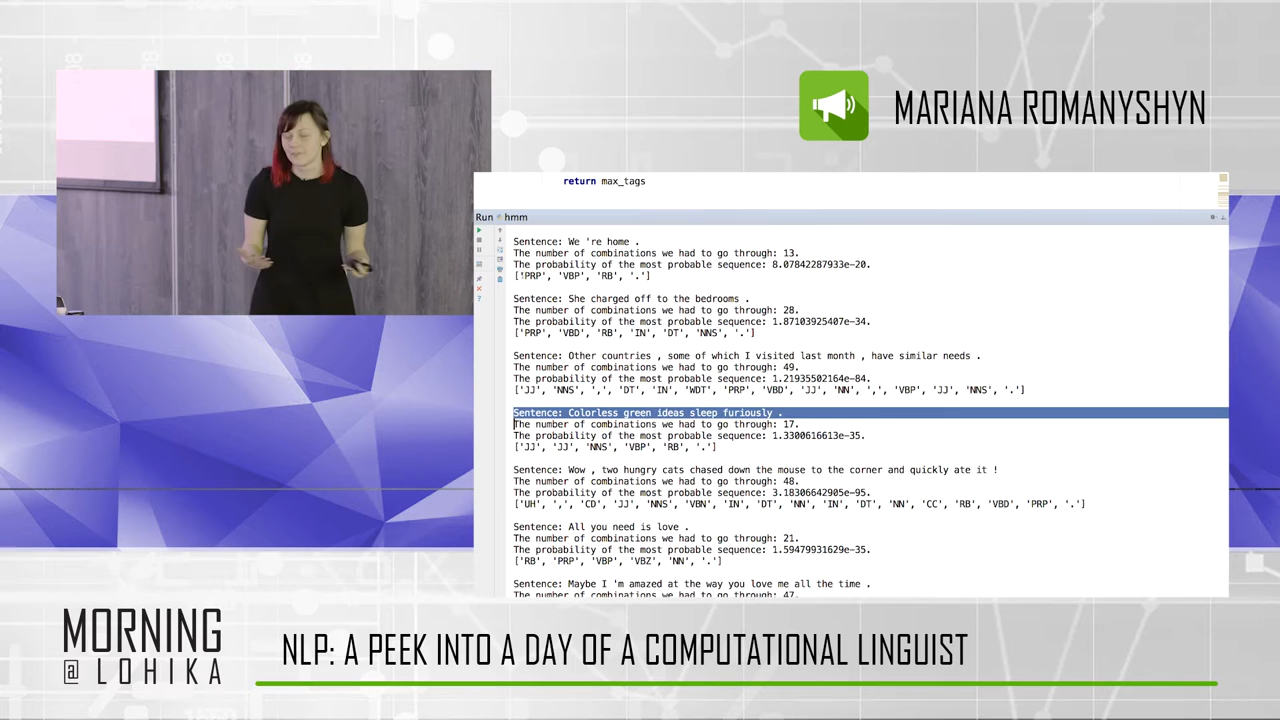 MARIANA ROMANYSHYN
return max_tags
Run hmm
Sentence: We 're home .
The number of combinations we had to go through: 13.
The probability of the most probable sequence: 8.07842287933e-20.
['PRP', 'VBP', 'RB', '.']
Sentence: She charged off to the bedrooms .
The number of combinations we had to go through: 28.
The probability of the most probable sequence: 1.87103925407e-34.
['PRP', 'VBD', 'RB', 'IN', 'DT', 'NNS', '.']
Sentence: Other countries , some of which I visited last month , have similar needs .
The number of combinations we had to go through: 49.
The probability of the most probable sequence: 1.21935502164e-84.
['JJ', 'NNS', ',', 'DT', 'IN', 'WDT', 'PRP', 'VBD', 'JJ', 'NN', ',', 'VBP', 'JJ', 'NNS', '.']
Sentence: Colorless green ideas sleep furiously .
The number of combinations we had to go through: 17.
The probability of the most probable sequence: 1.3300616613e-35.
['JJ', 'JJ', 'NNS', 'VBP', 'RB', '.']
Sentence: Wow , two hungry cats chased down the mouse to the corner and quickly ate it !
The number of combinations we had to go through: 48.
The probability of the most probable sequence: 3.18306642905e-95.
['UH', ',', 'CD', 'JJ', 'NNS', 'VBN', 'IN', 'DT', 'NN', 'IN', 'DT', 'NN', 'CC', 'RB', 'VBD', 'PRP', '.']
Sentence: All you need is love .
The number of combinations we had to go through: 21.
The probability of the most probable sequence: 1.59479931629e-35.
['RB', 'PRP', 'VBP', 'VBZ', 'NN', '.']
Sentence: Maybe I 'm amazed at the way you love me all the time .
The number of combinations we had to go through: 47.
MORNING
@ LOHIKA
NLP: A PEEK INTO A DAY OF A COMPUTATIONAL LINGUIST